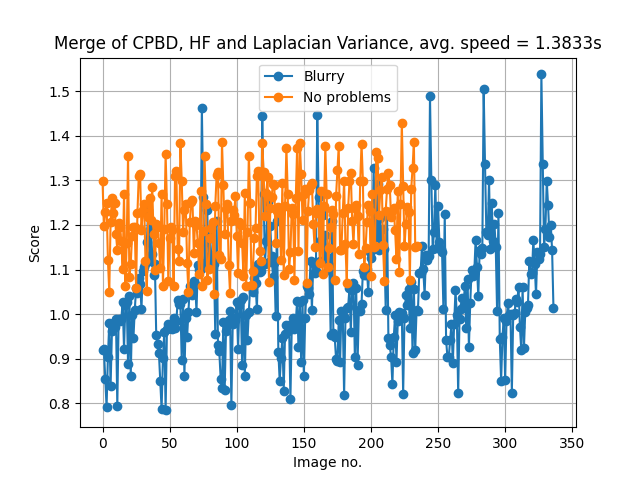 Merge of CPBD, HF and Laplacian Variance, avg. speed = 1.3833s
Blurry
No problems
Score
1.5
1.4
1.3
1.2
1.1
1.0
0.9
0.8
0 50 100 150 200 250 300 350
Image no.